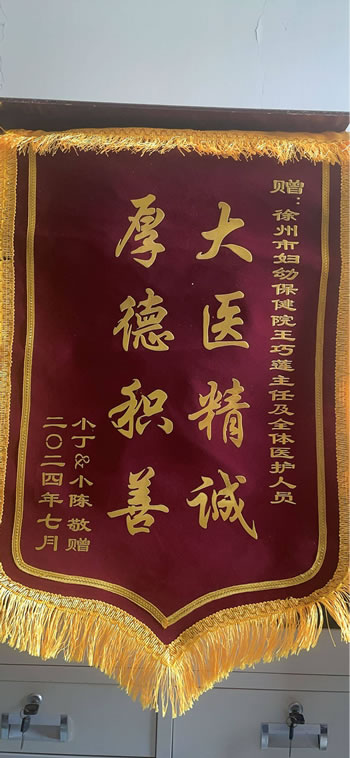 赠：徐州市妇幼保健院王巧莲主任及全体医护人员
大医精诚
厚德积善
小丁&小陈敬赠
二〇二四年七月